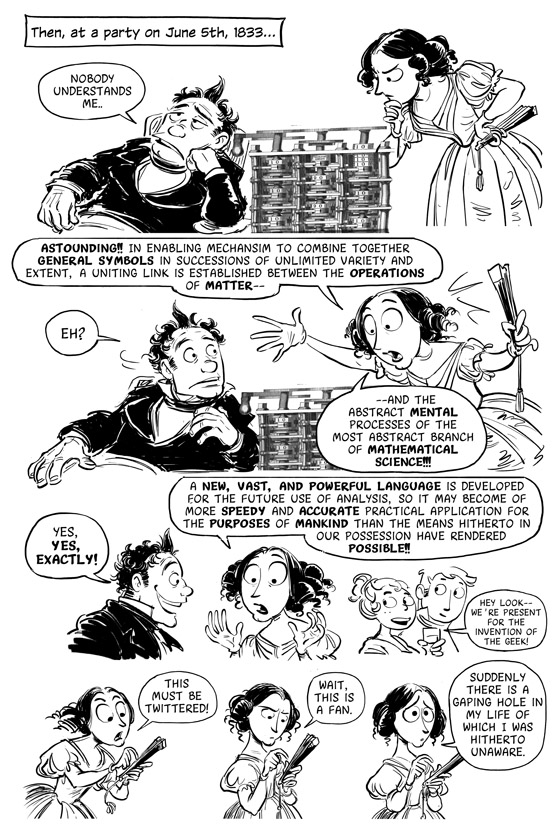 Then, at a party on June 5th, 1833...
NOBODY
UNDERSTANDS
ME..
ASTOUNDING!! IN ENABLING MECHANSIM TO COMBINE TOGETHER
GENERAL SYMBOLS IN SUCCESSIONS OF UNLIMITED VARIETY AND
EXTENT, A UNITING LINK IS ESTABLISHED BETWEEN THE OPERATIONS
OF MATTER--
EH?
--AND THE
ABSTRACT MENTAL
PROCESSES OF THE
MOST ABSTRACT BRANCH
OF MATHEMATICAL
SCIENCE!!!
A NEW, VAST, AND POWERFUL LANGUAGE IS DEVELOPED
FOR THE FUTURE USE OF ANALYSIS, SO IT MAY BECOME OF
MORE SPEEDY AND ACCURATE PRACTICAL APPLICATION FOR
THE PURPOSES OF MANKIND THAN THE MEANS HITHERTO IN
OUR POSSESSION HAVE RENDERED
POSSIBLE!!
YES,
YES,
EXACTLY!
HEY LOOK--
WE'RE PRESENT
FOR THE
INVENTION OF
THE GEEK!
THIS
MUST BE
TWITTERED!
WAIT,
THIS IS
A FAN.
SUDDENLY
THERE IS A
GAPING HOLE IN
MY LIFE OF
WHICH I WAS
HITHERTO
UNAWARE.